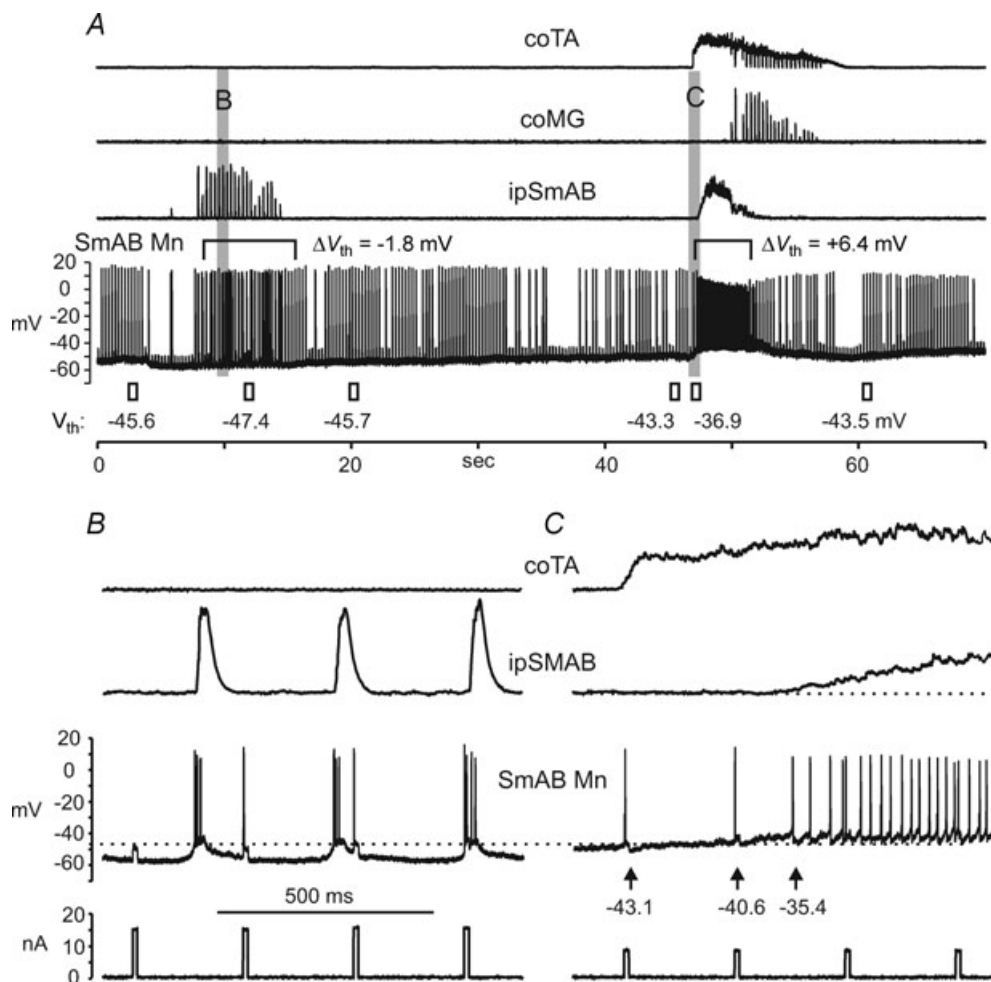 A
coTA
B
C
coMG
ipSmAB
SmAB Mn
ΔVth = -1.8 mV
ΔVth = +6.4 mV
20
0
mV
-20
-40
-60
Vth: -45.6 -47.4 -45.7 -43.3 -36.9 -43.5 mV
0 20 sec 40 60
B
C
coTA
ipSMAB
20
0
mV
-20
-40
-60
SmAB Mn
-43.1 -40.6 -35.4
500 ms
20
15
nA
10
0